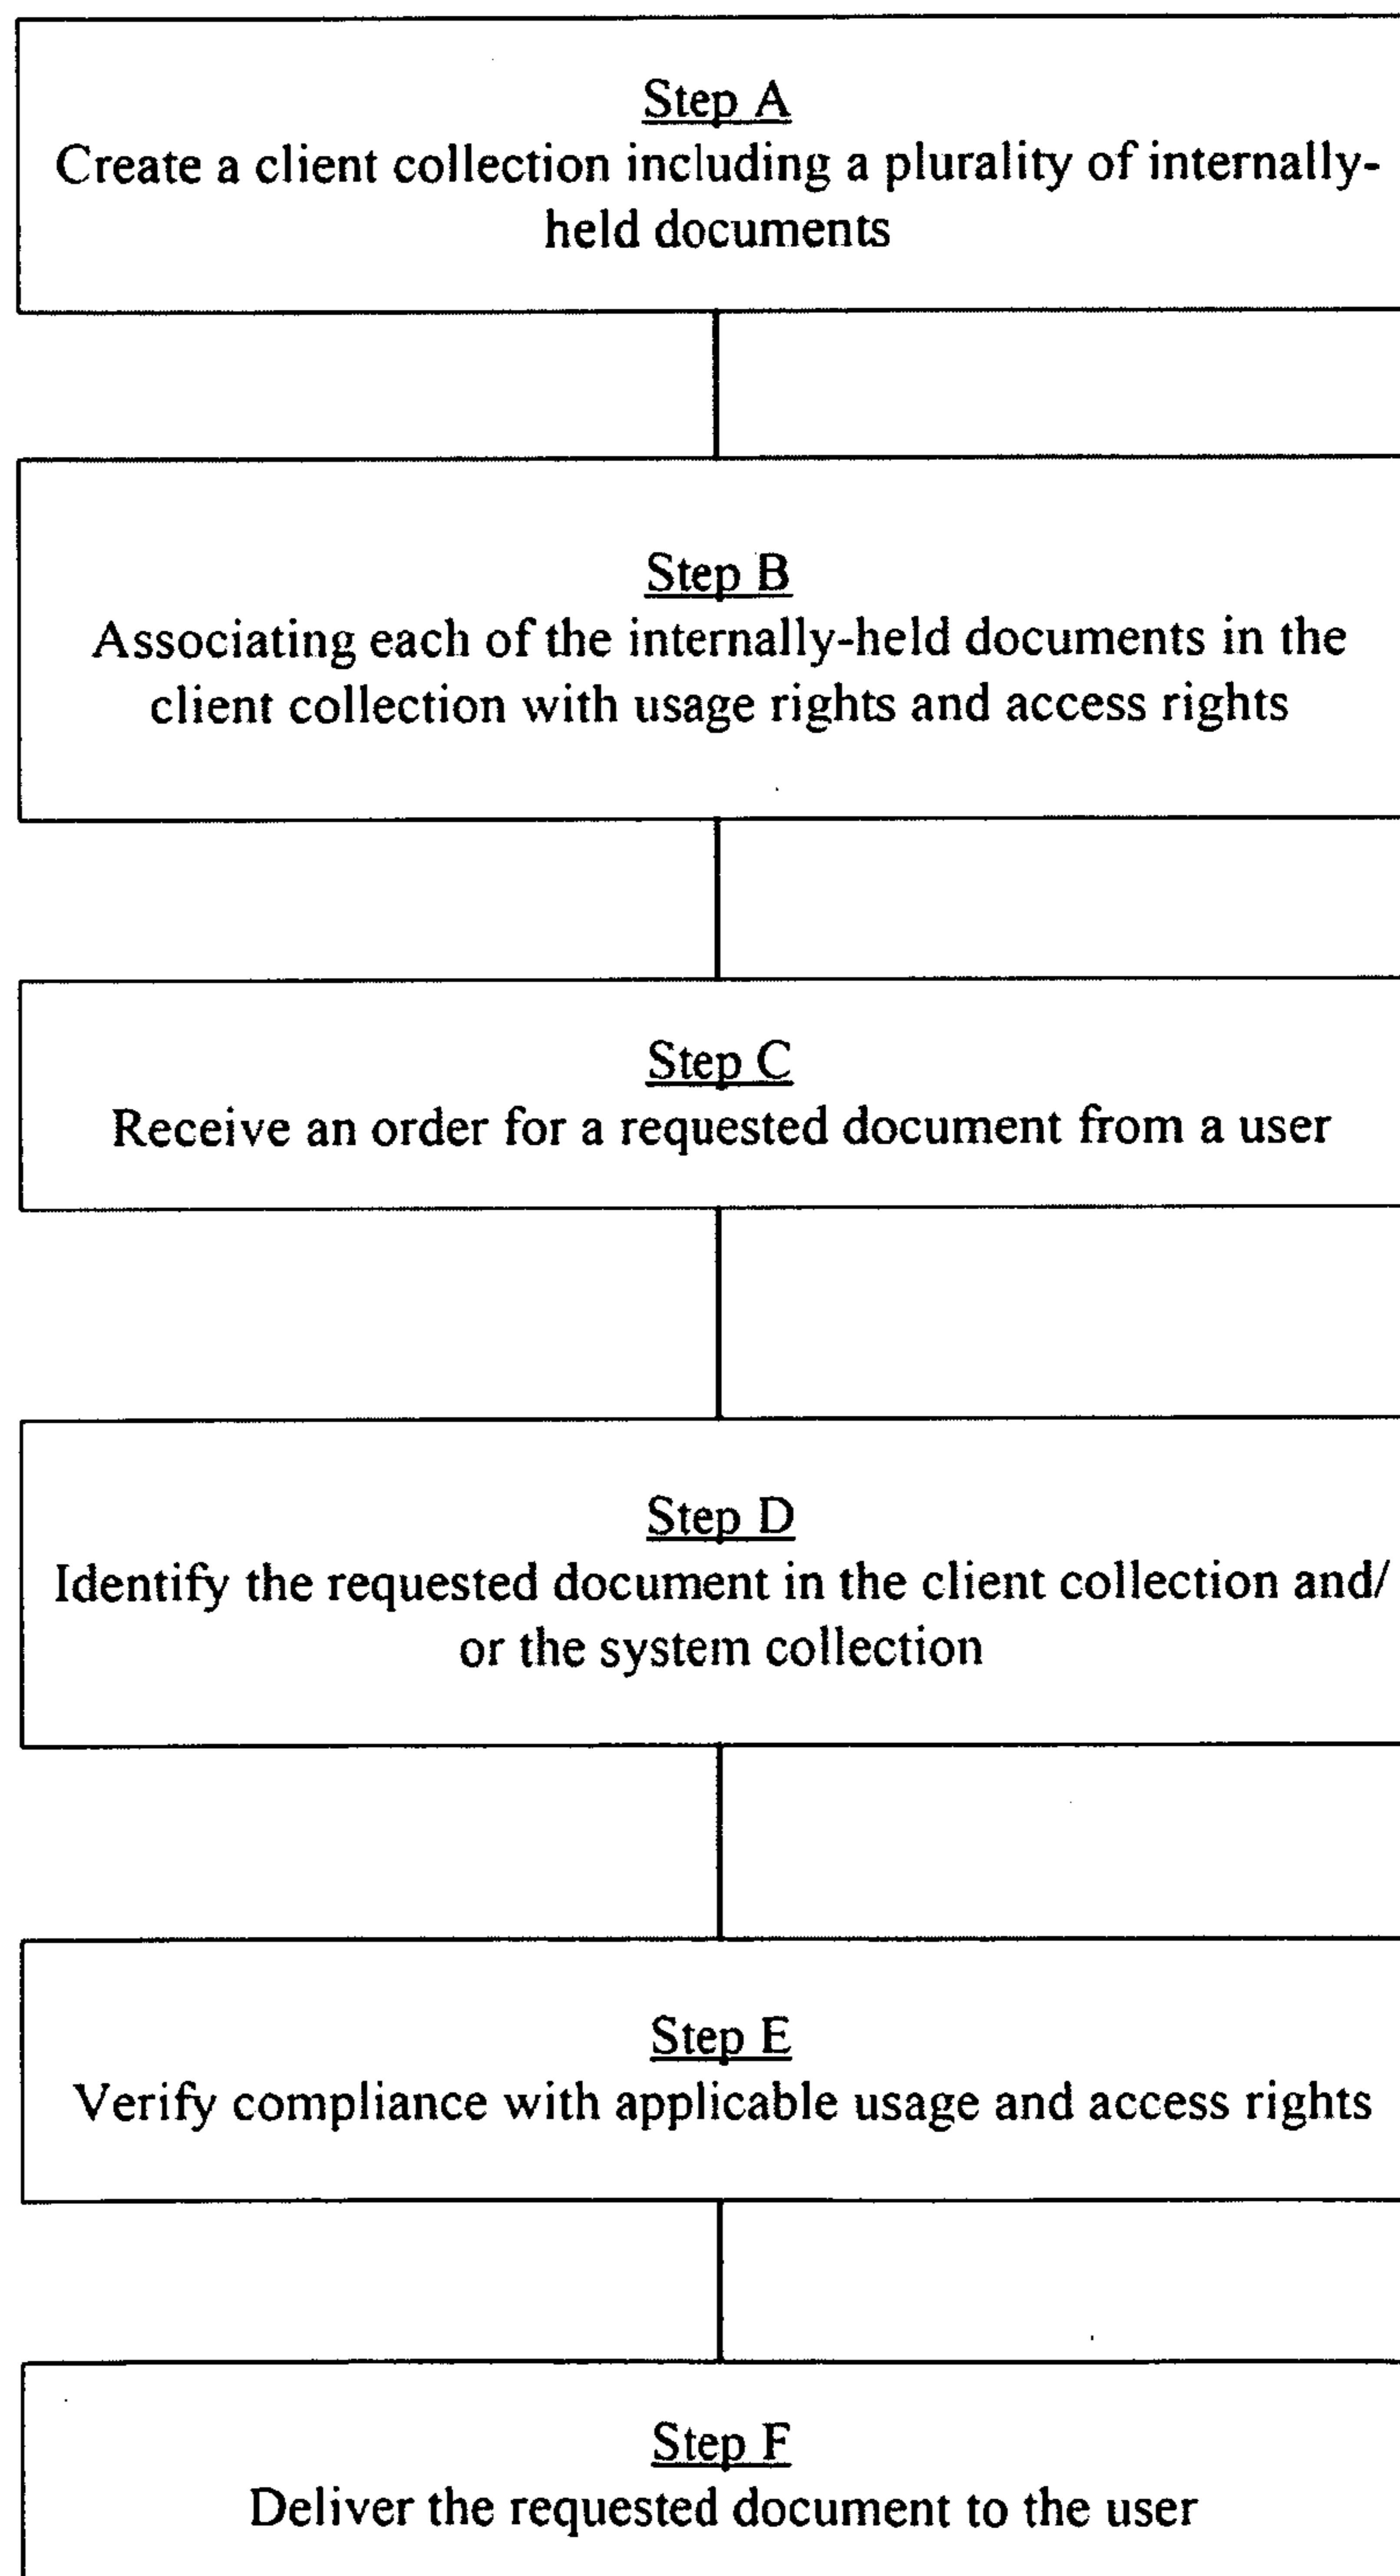 Step A
Create a client collection including a plurality of internally-
held documents
Step B
Associating each of the internally-held documents in the
client collection with usage rights and access rights
Step C
Receive an order for a requested document from a user
Step D
Identify the requested document in the client collection and/
or the system collection
Step E
Verify compliance with applicable usage and access rights
Step F
Deliver the requested document to the user